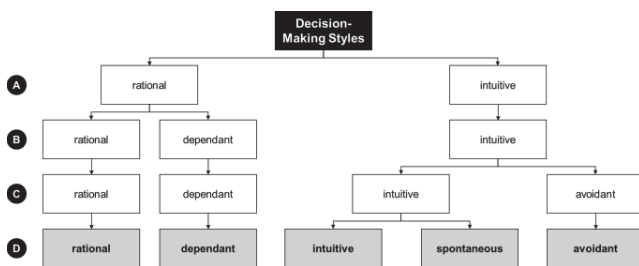 Decision-
Making Styles
A
rational
intuitive
B
rational
dependant
intuitive
C
rational
dependant
intuitive
avoidant
D
rational
dependant
intuitive
spontaneous
avoidant